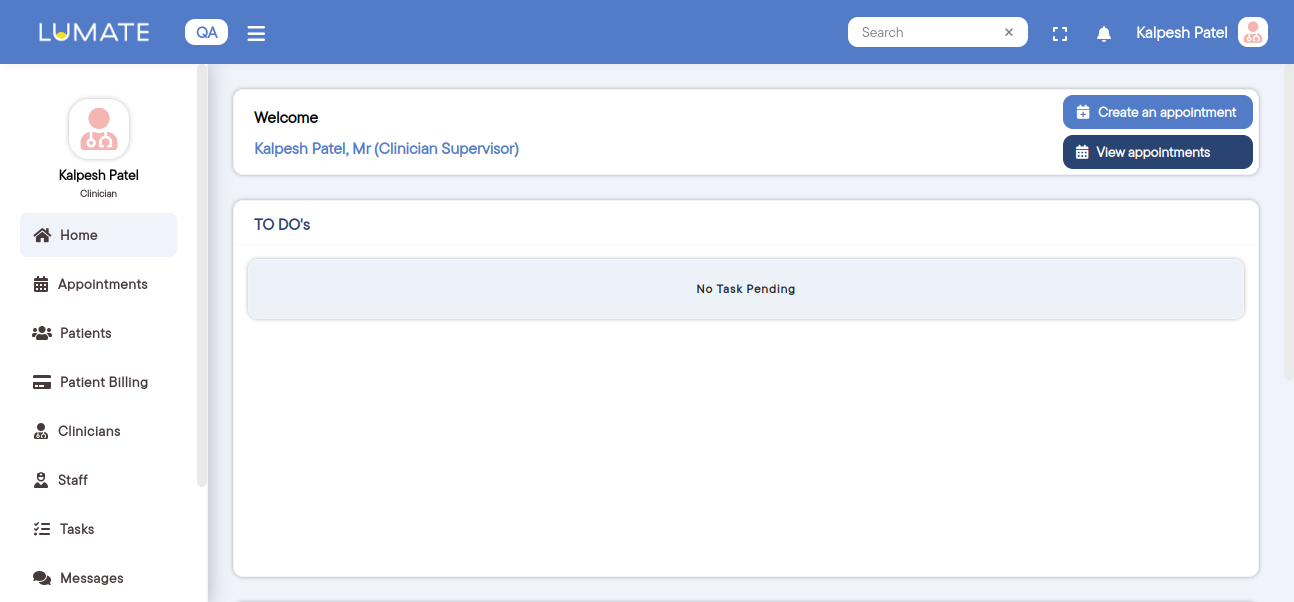 LUMATE
QA
Search
Kalpesh Patel
Kalpesh Patel
Clinician
Home
Appointments
Patients
Patient Billing
Clinicians
Staff
Tasks
Messages
Welcome
Kalpesh Patel, Mr (Clinician Supervisor)
Create an appointment
View appointments
TO DO's
No Task Pending